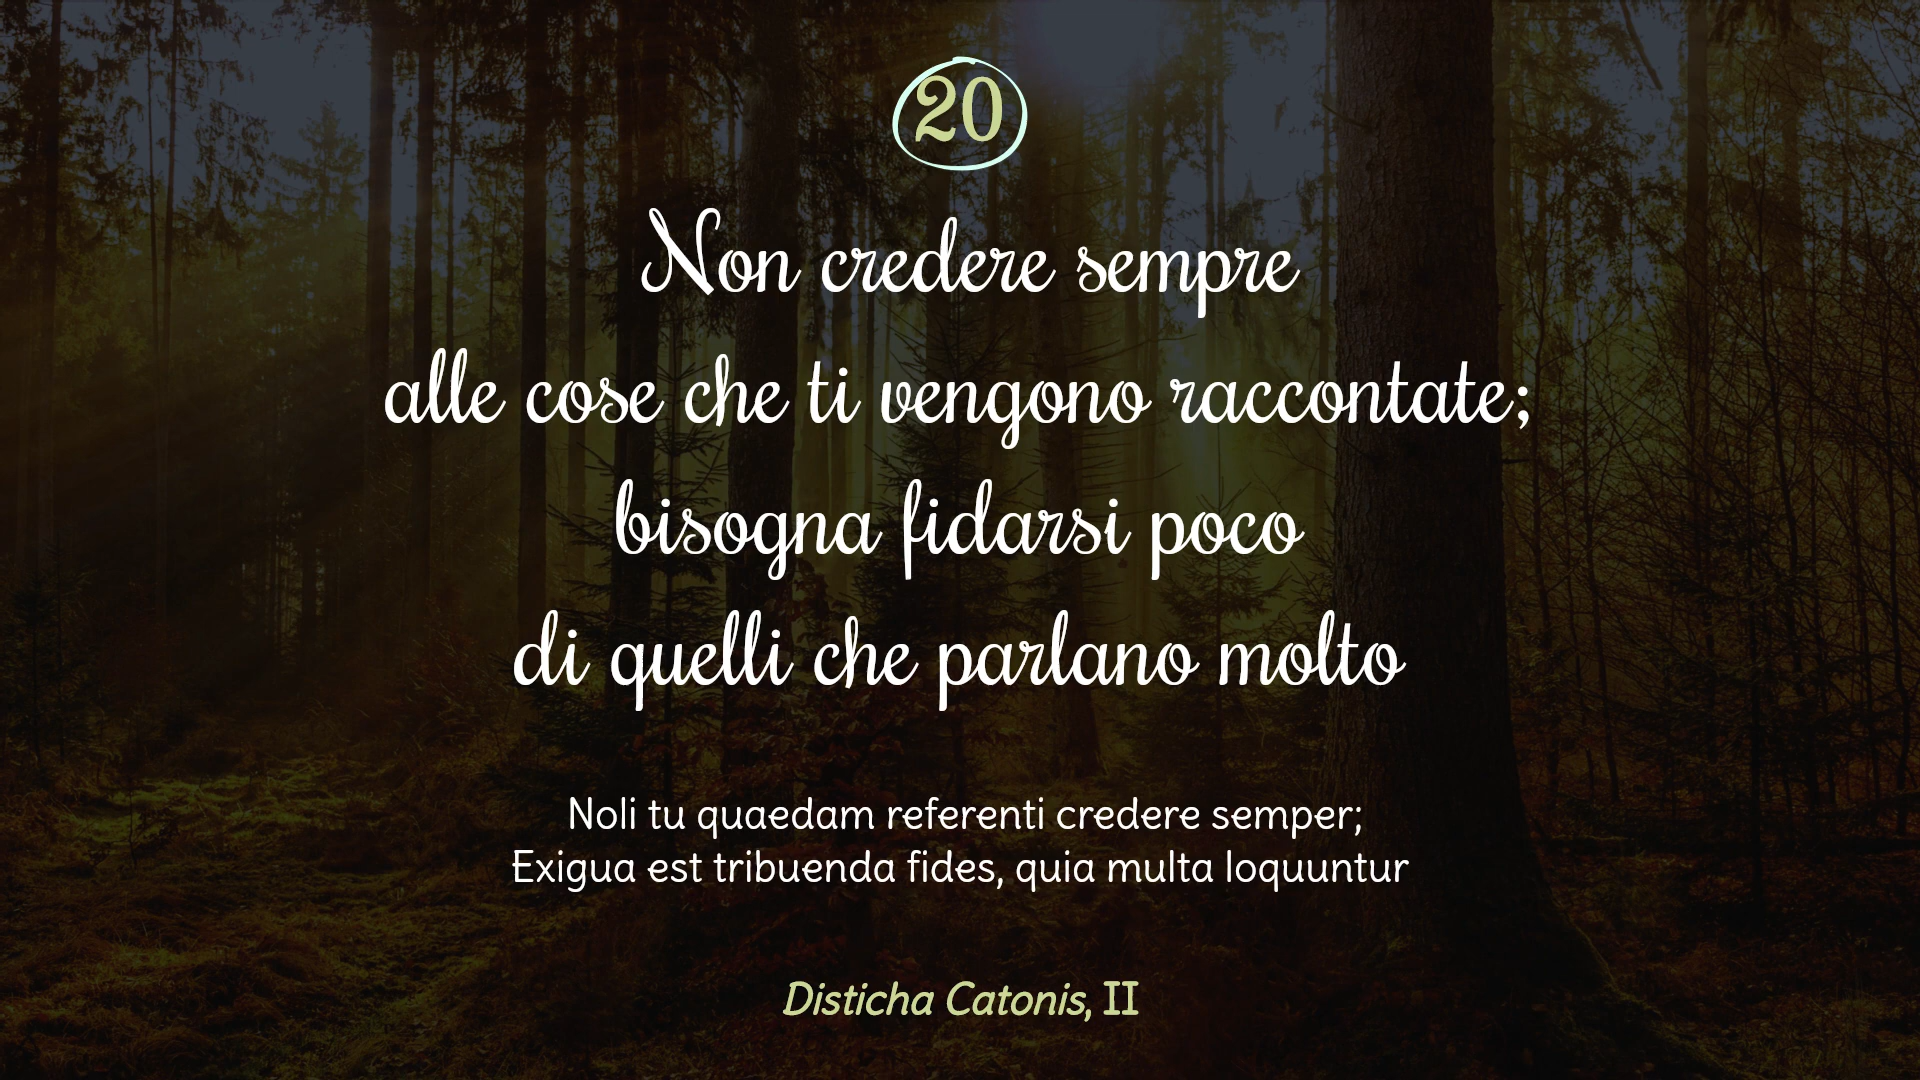 20
Non credere sempre
alle cose che ti vengono raccontate;
bisogna fidarsi poco
di quelli che parlano molto
Noli tu quaedam referenti credere semper;
Exigua est tribuenda fides, quia multa loquuntur
Disticha Catonis, II